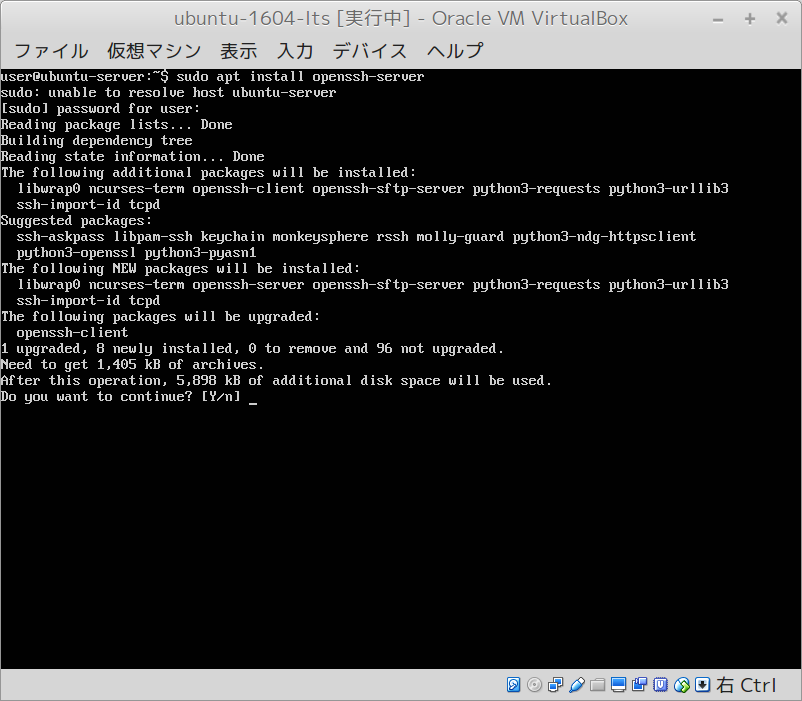 ubuntu-1604-lts [実行中] - Oracle VM VirtualBox
ファイル 仮想マシン 表示 入力 デバイス ヘルプ
user@ubuntu-server:~$ sudo apt install openssh-server
sudo: unable to resolve host ubuntu-server
[sudo] password for user:
Reading package lists... Done
Building dependency tree
Reading state information... Done
The following additional packages will be installed:
  libwrap0 ncurses-term openssh-client openssh-sftp-server python3-requests python3-urllib3
  ssh-import-id tcpd
Suggested packages:
  ssh-askpass libpam-ssh keychain monkeysphere rssh molly-guard python3-ndg-httpsclient
  python3-openssl python3-pyasn1
The following NEW packages will be installed:
  libwrap0 ncurses-term openssh-server openssh-sftp-server python3-requests python3-urllib3
  ssh-import-id tcpd
The following packages will be upgraded:
  openssh-client
1 upgraded, 8 newly installed, 0 to remove and 96 not upgraded.
Need to get 1,405 kB of archives.
After this operation, 5,898 kB of additional disk space will be used.
Do you want to continue? [Y/n] _
右 Ctrl